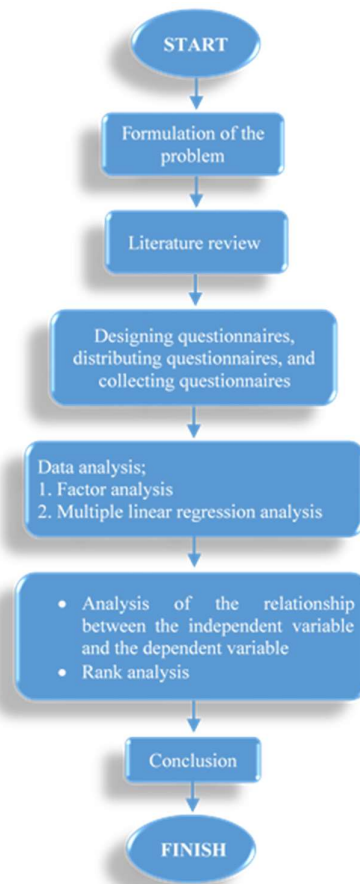 START
Formulation of the
problem
Literature review
Designing questionnaires,
distributing questionnaires, and
collecting questionnaires
Data analysis;
1. Factor analysis
2. Multiple linear regression analysis
• Analysis of the relationship
between the independent variable
and the dependent variable
• Rank analysis
Conclusion
FINISH